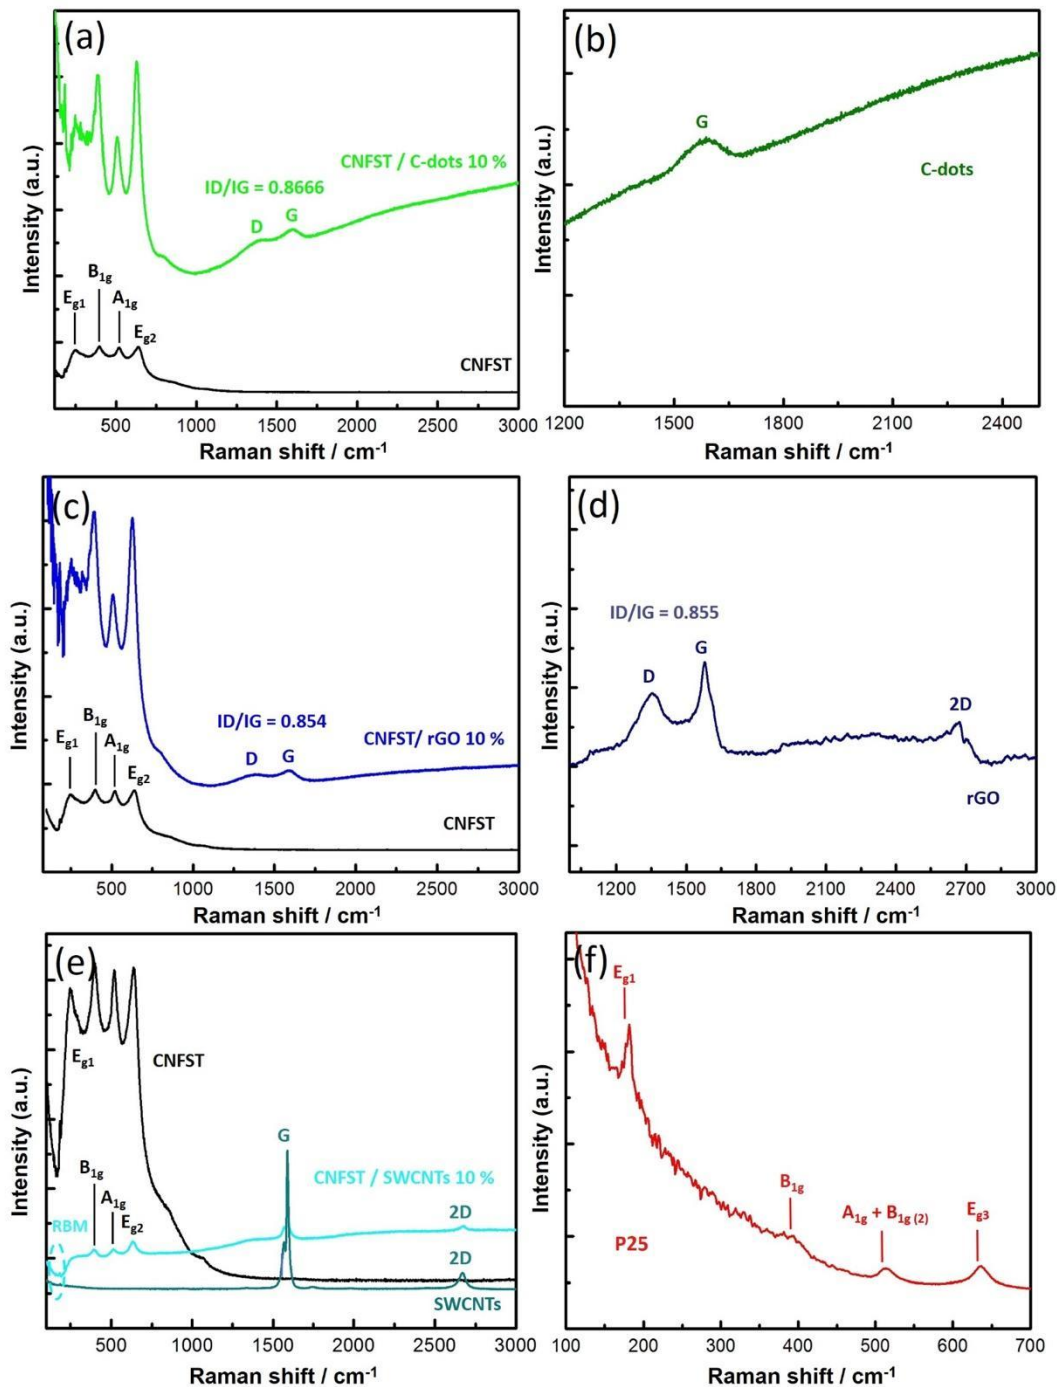 (a)
Intensity (a.u.)
CNFST / C-dots 10 %
ID/IG = 0.8666
D
G
B1g
Eg1
A1g
Eg2
CNFST
500 1000 1500 2000 2500 3000
Raman shift / cm-1
(b)
Intensity (a.u.)
G
C-dots
1200 1500 1800 2100 2400
Raman shift / cm-1
(c)
Intensity (a.u.)
ID/IG = 0.854
B1g
Eg1
A1g
D
G
CNFST/ rGO 10 %
Eg2
CNFST
500 1000 1500 2000 2500 3000
Raman shift / cm-1
(d)
Intensity (a.u.)
ID/IG = 0.855
G
D
2D
rGO
1200 1500 1800 2100 2400 2700 3000
Raman shift / cm-1
(e)
Intensity (a.u.)
Eg1
CNFST
G
B1g
CNFST / SWCNTs 10 %
A1g
RBM
Eg2
2D
2D
SWCNTs
500 1000 1500 2000 2500 3000
Raman shift / cm-1
(f)
Intensity (a.u.)
Eg1
B1g
A1g + B1g (2)
Eg3
P25
100 200 300 400 500 600 700
Raman shift / cm-1